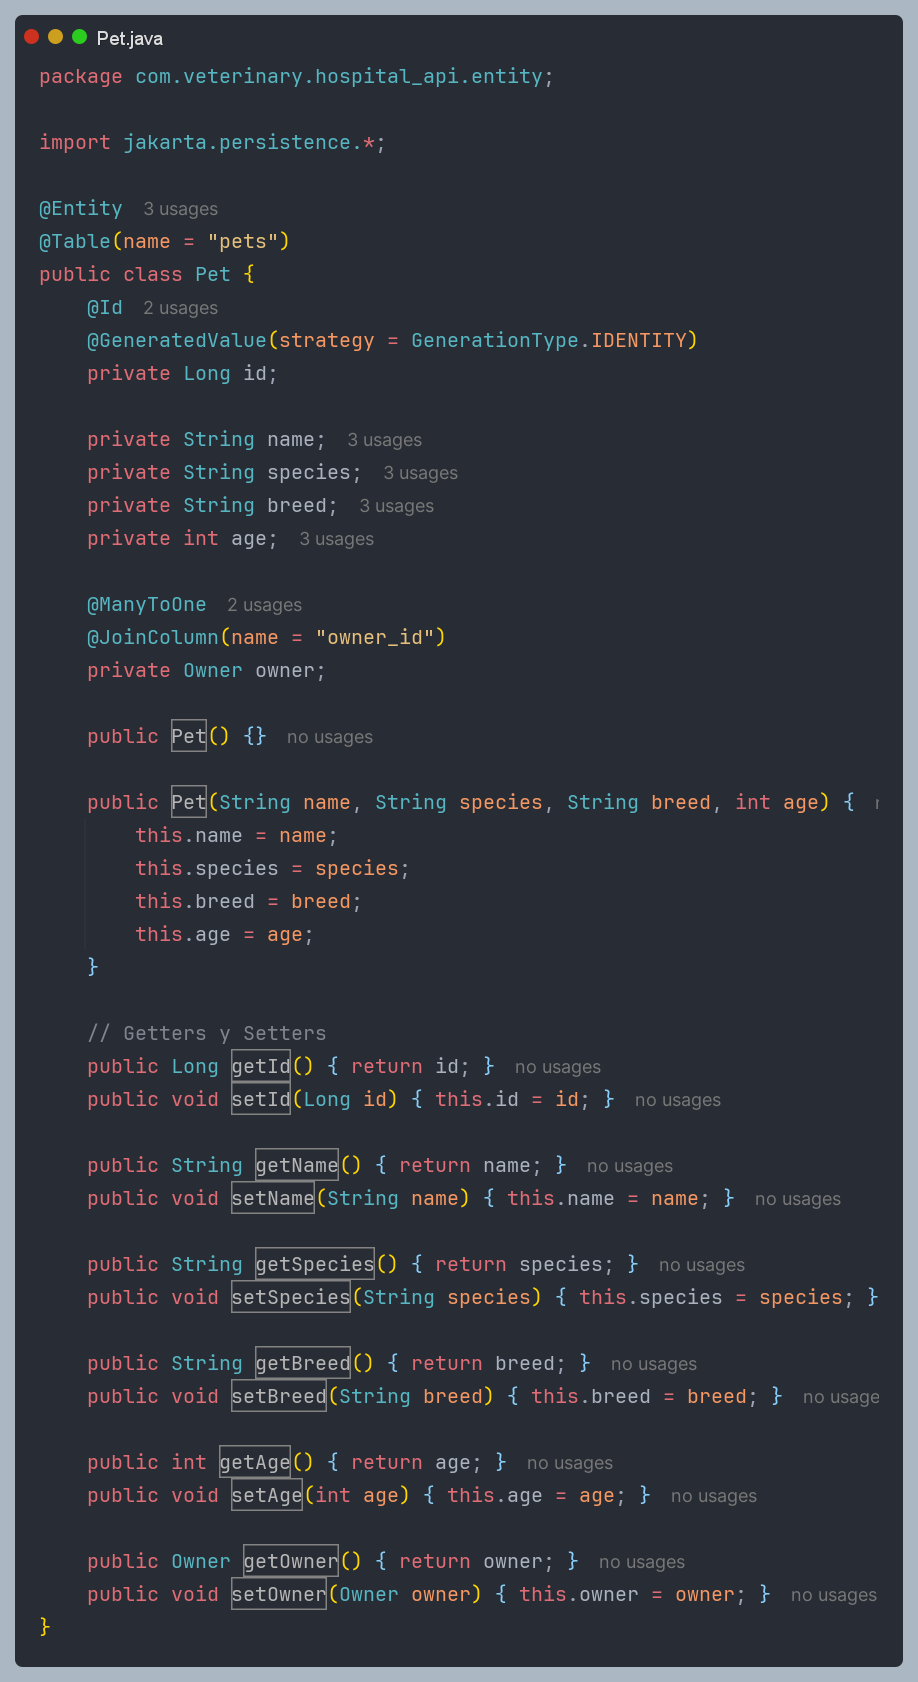 Pet.java
package com.veterinary.hospital_api.entity;
import jakarta.persistence.*;
@Entity 3 usages
@Table(name = "pets")
public class Pet {
@Id 2 usages
@GeneratedValue(strategy = GenerationType.IDENTITY)
private Long id;
private String name; 3 usages
private String species; 3 usages
private String breed; 3 usages
private int age; 3 usages
@ManyToOne 2 usages
@JoinColumn(name = "owner_id")
private Owner owner;
public Pet() {} no usages
public Pet(String name, String species, String breed, int age) {
this.name = name;
this.species = species;
this.breed = breed;
this.age = age;
}
// Getters y Setters
public Long getId() { return id; } no usages
public void setId(Long id) { this.id = id; } no usages
public String getName() { return name; } no usages
public void setName(String name) { this.name = name; } no usages
public String getSpecies() { return species; } no usages
public void setSpecies(String species) { this.species = species; }
public String getBreed() { return breed; } no usages
public void setBreed(String breed) { this.breed = breed; } no usage
public int getAge() { return age; } no usages
public void setAge(int age) { this.age = age; } no usages
public Owner getOwner() { return owner; } no usages
public void setOwner(Owner owner) { this.owner = owner; } no usages
}